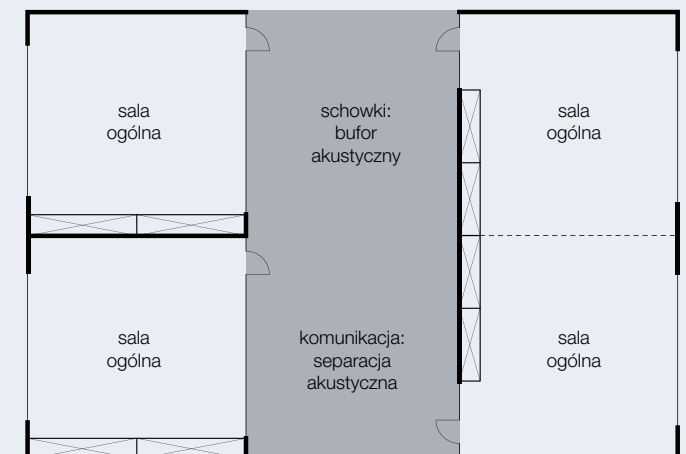 sala
ogólna
schowki:
bufor
akustyczny
sala
ogólna
sala
ogólna
komunikacja:
separacja
akustyczna
sala
ogólna